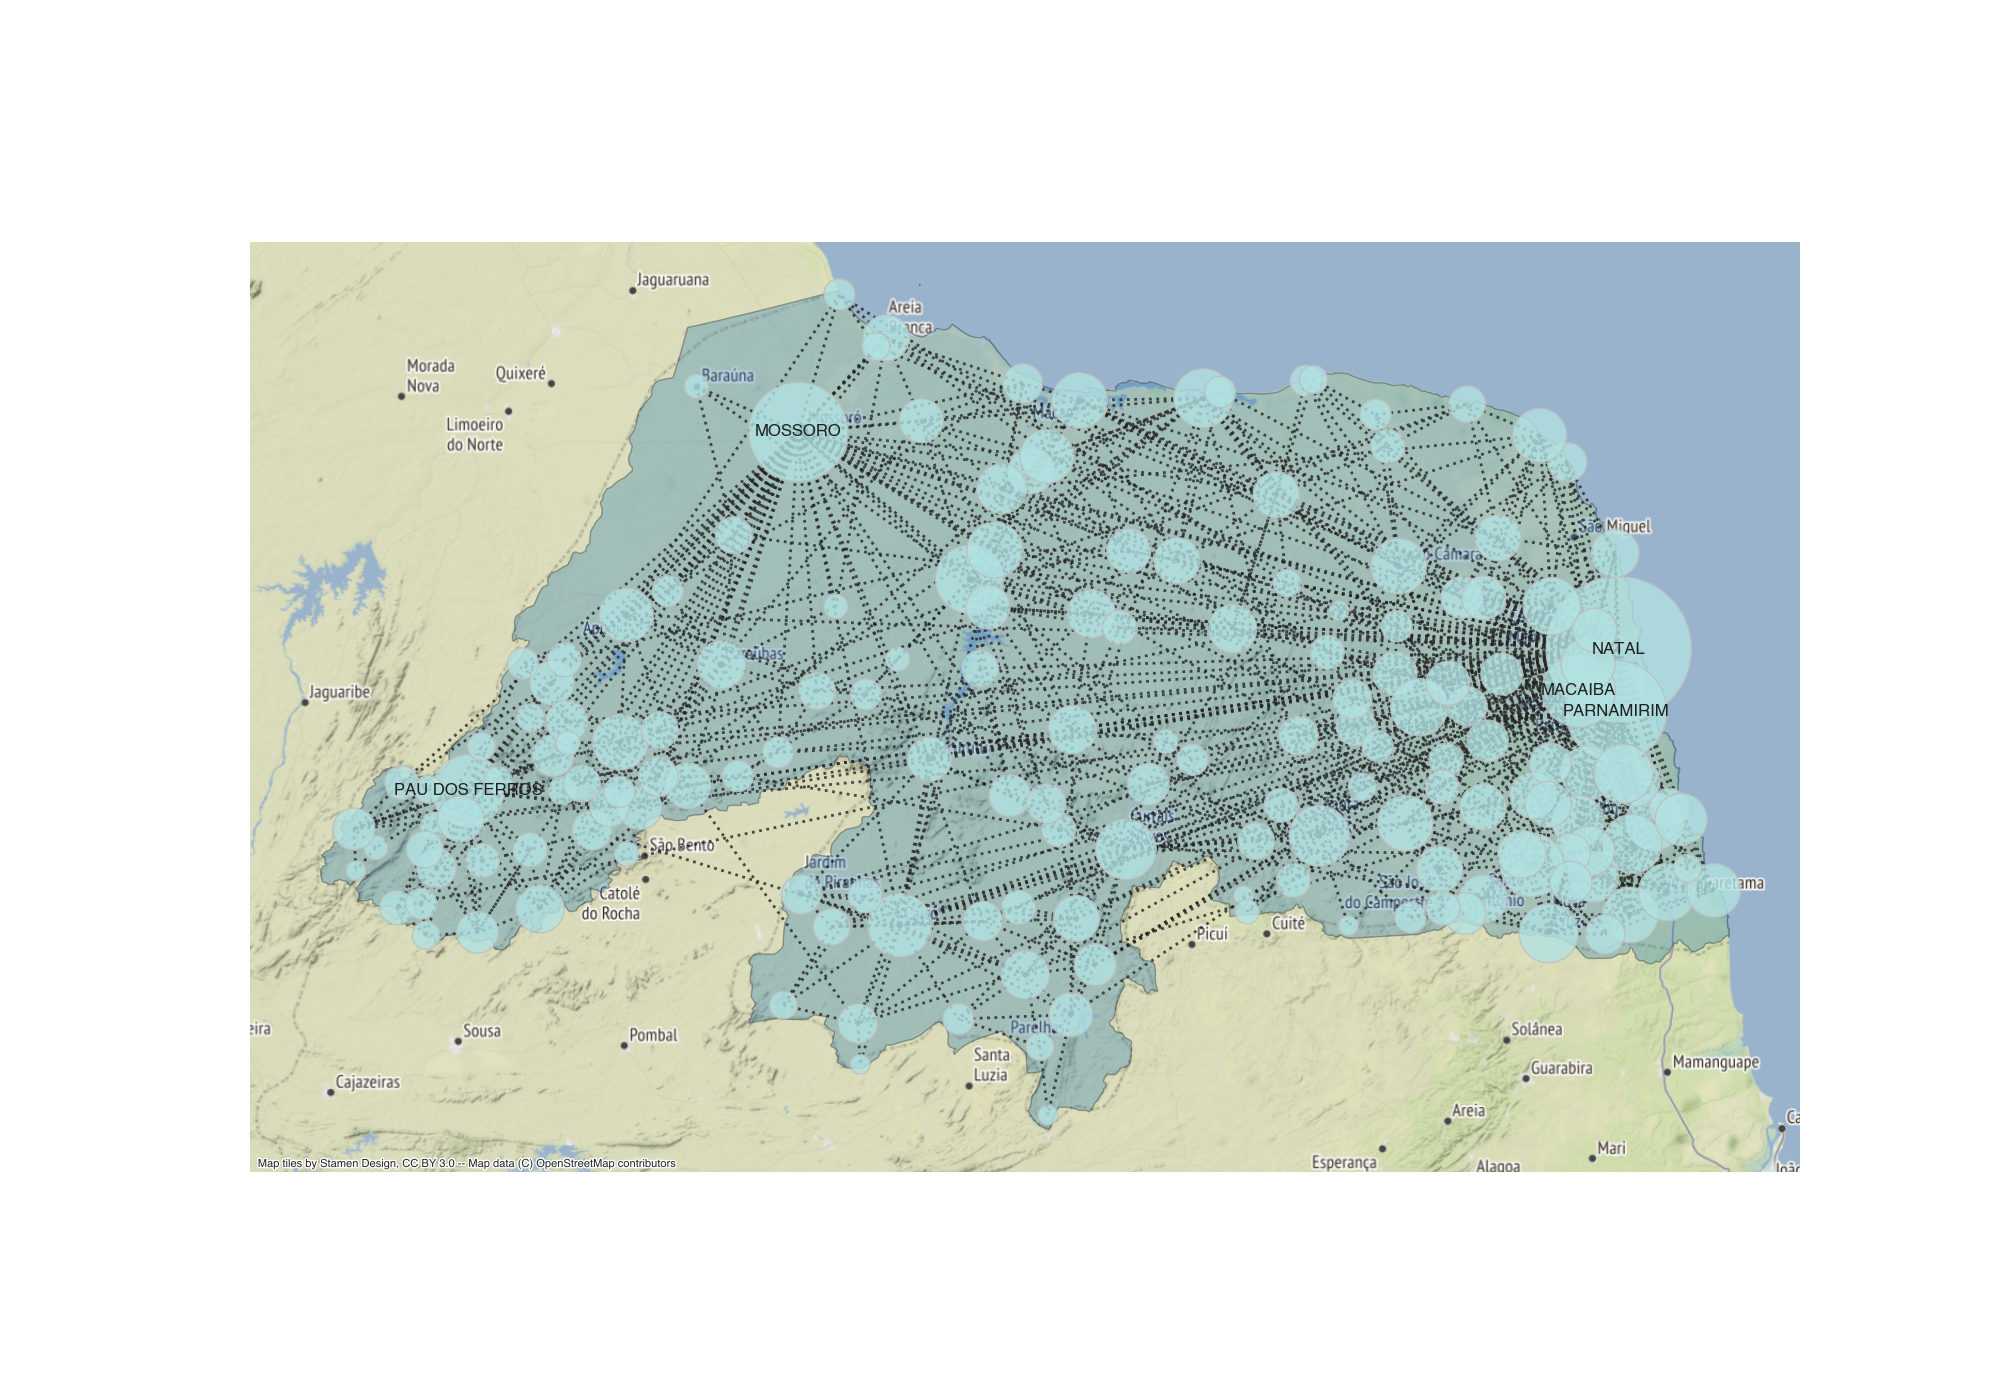 Jaguaruana
Areia
Branca
Morada
Nova
Quixeré
Baraúna
Limoeiro
do Norte
MOSSORO
São Miguel
Câmara
NATAL
Jaguaribe
MACAIBA
PARNAMIRIM
PAU DOS FERROS
São Bento
Jardim
de Piranhas
Catolé
do Rocha
Picuí
Cuité
São Jo
do Campestre
Solânea
Sousa
Pombal
Santa
Luzia
Guarabira
Mamanguape
Cajazeiras
Areia
Esperança
Alagoa
Mari
Map tiles by Stamen Design, CC BY 3.0 -- Map data (C) OpenStreetMap contributors